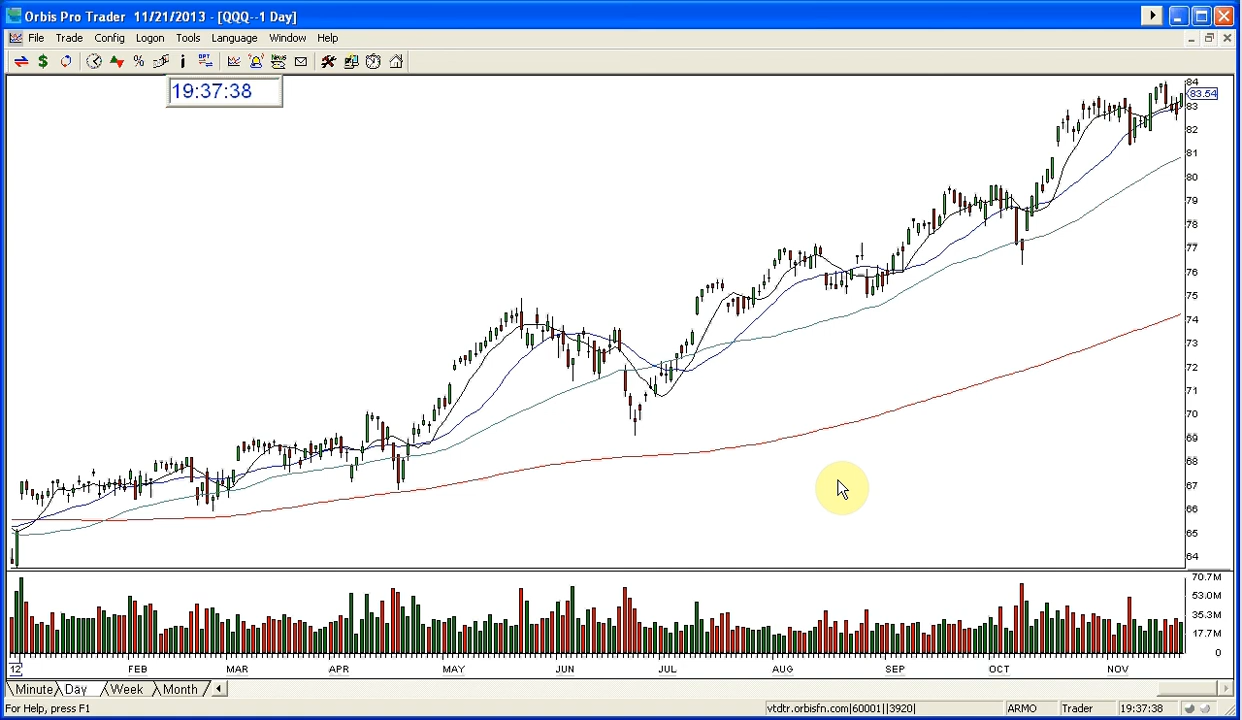 Orbis Pro Trader 11/21/2013 - [QQQ--1 Day]
File Trade Config Logon Tools Language Window Help
$ % i OPT News
19:37:38
84
83.54
83
82
81
80
79
78
77
76
75
74
73
72
71
70
69
68
67
66
65
64
70.7M
53.0M
35.3M
17.7M
0
12 FEB MAR APR MAY JUN JUL AUG SEP OCT NOV
Minute Day Week Month
For Help, press F1 vtdtr.orbisfn.com|60001||3920| ARMO Trader 19:37:38